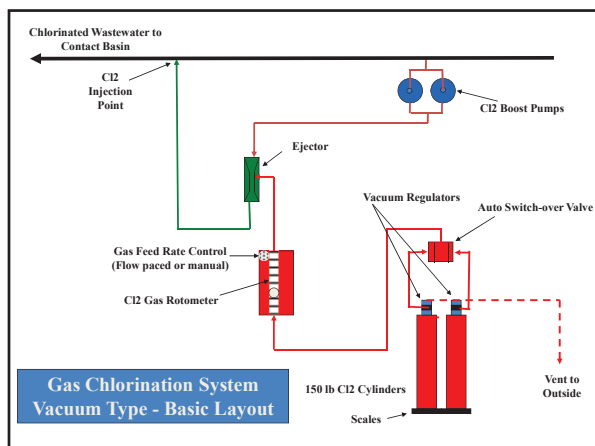 Chlorinated Wastewater to
Contact Basin
Cl2
Injection
Point
Cl2 Boost Pumps
Ejector
Vacuum Regulators
Auto Switch-over Valve
Gas Feed Rate Control
(Flow paced or manual)
Cl2 Gas Rotometer
Gas Chlorination System
Vacuum Type - Basic Layout
150 lb Cl2 Cylinders
Scales
Vent to
Outside